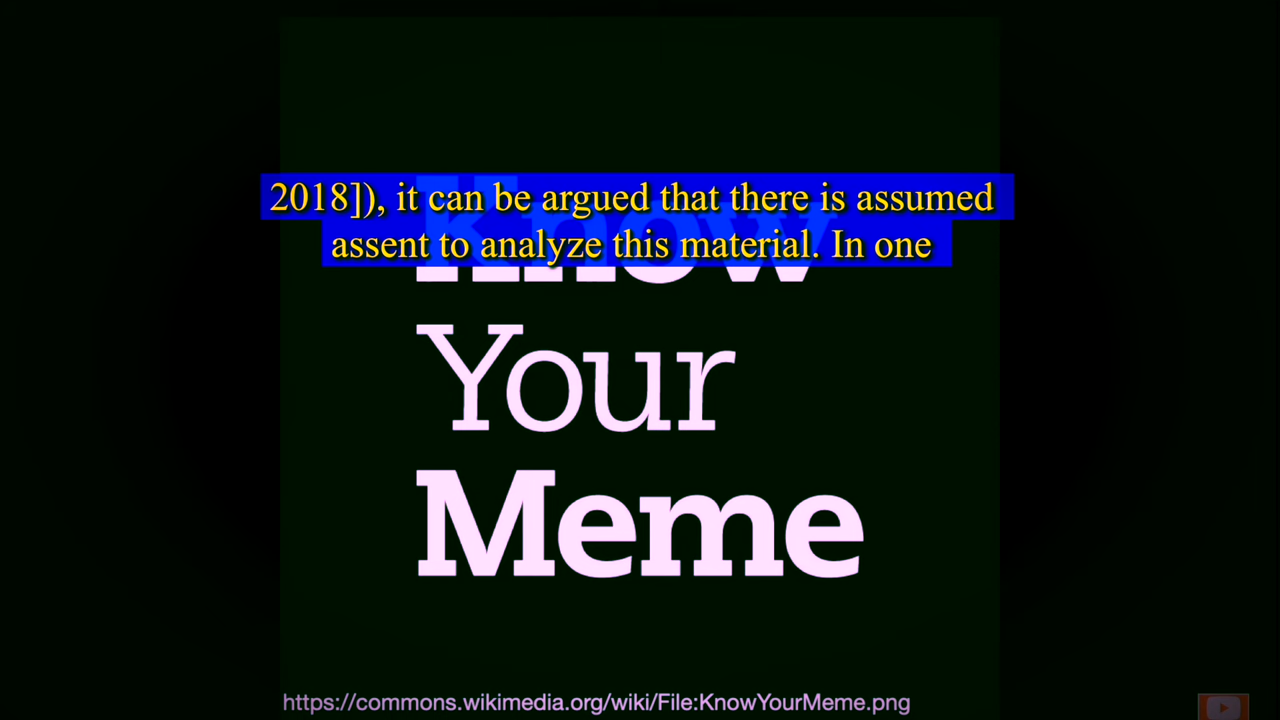 2018]), it can be argued that there is assumed
assent to analyze this material. In one
Know
Your
Meme
https://commons.wikimedia.org/wiki/File:KnowYourMeme.png